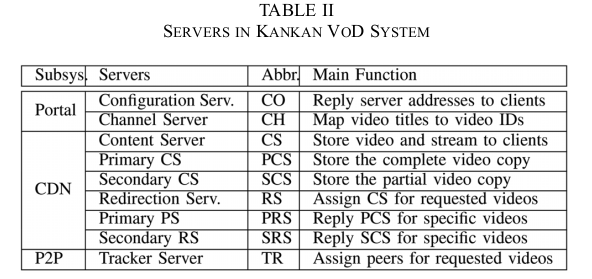 TABLE II
SERVERS IN KANKAN VOD SYSTEM
Subsys. Servers Abbr. Main Function
Portal Configuration Serv. CO Reply server addresses to clients
Channel Server CH Map video titles to video IDs
CDN Content Server CS Store video and stream to clients
Primary CS PCS Store the complete video copy
Secondary CS SCS Store the partial video copy
Redirection Serv. RS Assign CS for requested videos
Primary PS PRS Reply PCS for specific videos
Secondary RS SRS Reply SCS for specific videos
P2P Tracker Server TR Assign peers for requested videos